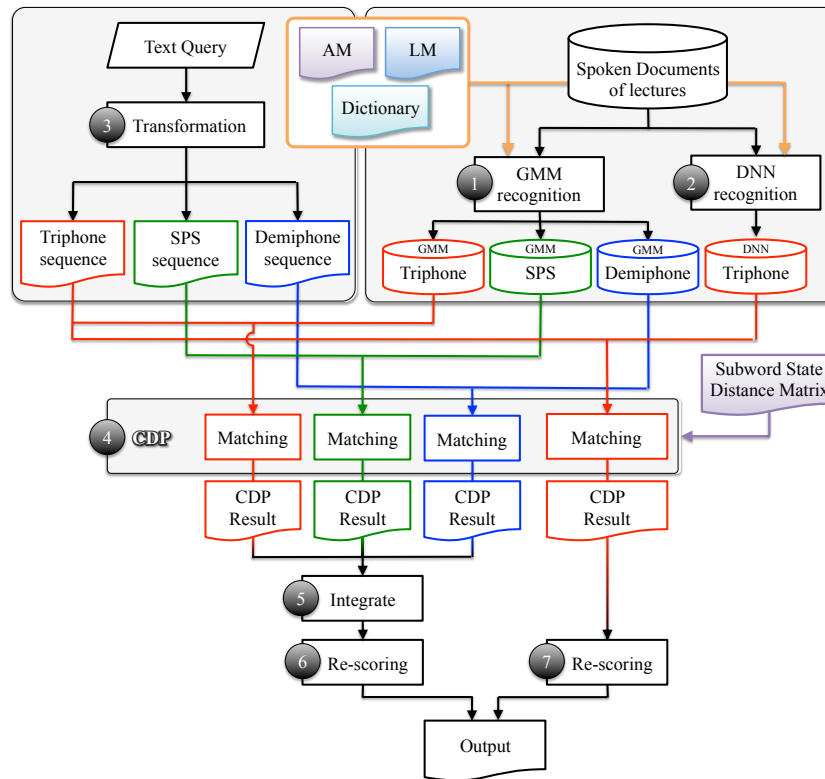 Text Query
AM
LM
Dictionary
Spoken Documents
of lectures
3
Transformation
1
GMM
recognition
2
DNN
recognition
Triphone
sequence
SPS
sequence
Demiphone
sequence
GMM
Triphone
GMM
SPS
GMM
Demiphone
DNN
Triphone
Subword State
Distance Matrix
4
CDP
Matching
Matching
Matching
Matching
CDP
Result
CDP
Result
CDP
Result
CDP
Result
5
Integrate
6
Re-scoring
7
Re-scoring
Output